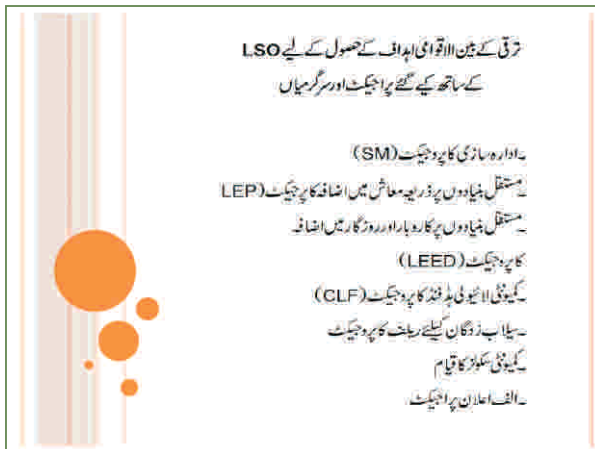 ترقی کے بین الاقوامی اہداف کے حصول کے لیے LSO
کے ساتھ کیے گئے پراجیکٹ اور سرگرمیاں
۔ادارہ سازی کا پروجیکٹ (SM)
۔مستقل بنیادوں پر ذریعہ معاش میں اضافہ کا پرجیکٹ (LEP
۔مستقل بنیادوں پر کاروبار اور روزگار میں اضافہ
کا پروجیکٹ (LEED)
۔کمیونٹی لائیولی ہڈ فنڈ کا پروجیکٹ (CLF)
۔سیلاب زدگان کیلئے ریلیف کا پروجیکٹ
۔کمیونٹی سکولز کا قیام
۔الف اعلان پراجیکٹ